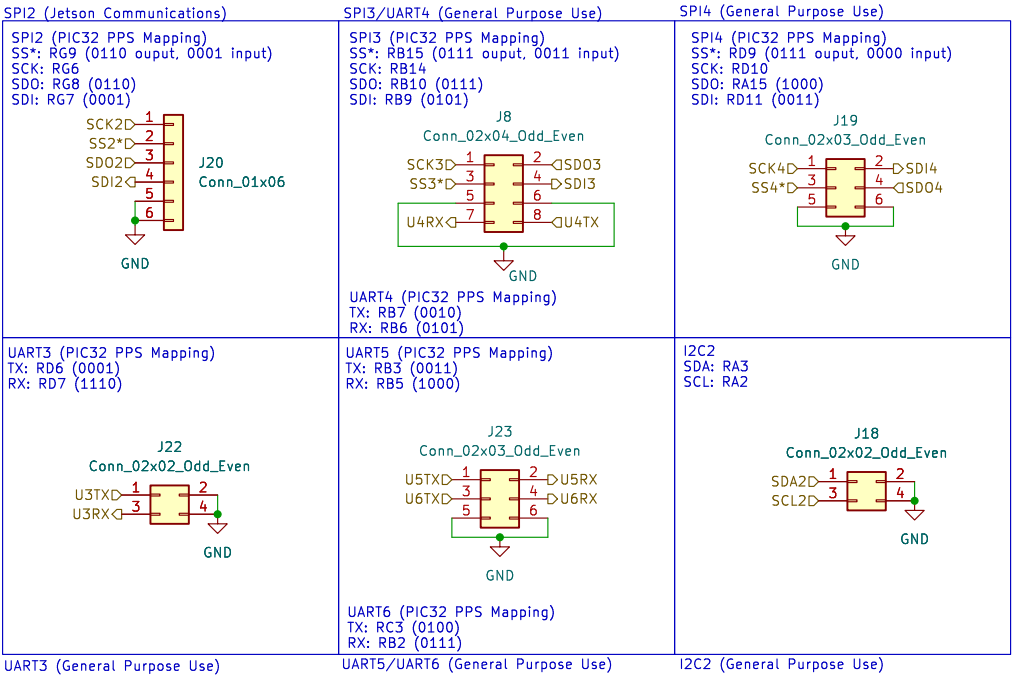 SPI2 (Jetson Communications)
SPI2 (PIC32 PPS Mapping)
SS*: RG9 (0110 ouput, 0001 input)
SCK: RG6
SDO: RG8 (0110)
SDI: RG7 (0001)
SCK2 1
SS2* 2
SDO2 3
SDI2 4
5
6
J20
Conn_01x06
GND
SPI3/UART4 (General Purpose Use)
SPI3 (PIC32 PPS Mapping)
SS*: RB15 (0111 ouput, 0011 input)
SCK: RB14
SDO: RB10 (0111)
SDI: RB9 (0101)
J8
Conn_02x04_Odd_Even
SCK3 1 2 SDO3
SS3* 3 4 SDI3
5 6
U4RX 7 8 U4TX
GND
UART4 (PIC32 PPS Mapping)
TX: RB7 (0010)
RX: RB6 (0101)
SPI4 (General Purpose Use)
SPI4 (PIC32 PPS Mapping)
SS*: RD9 (0111 ouput, 0000 input)
SCK: RD10
SDO: RA15 (1000)
SDI: RD11 (0011)
J19
Conn_02x03_Odd_Even
SCK4 1 2 SDI4
SS4* 3 4 SDO4
5 6
GND
UART3 (PIC32 PPS Mapping)
TX: RD6 (0001)
RX: RD7 (1110)
J22
Conn_02x02_Odd_Even
U3TX 1 2
U3RX 3 4
GND
UART3 (General Purpose Use)
UART5 (PIC32 PPS Mapping)
TX: RB3 (0011)
RX: RB5 (1000)
J23
Conn_02x03_Odd_Even
U5TX 1 2 U5RX
U6TX 3 4 U6RX
5 6
GND
UART6 (PIC32 PPS Mapping)
TX: RC3 (0100)
RX: RB2 (0111)
UART5/UART6 (General Purpose Use)
I2C2
SDA: RA3
SCL: RA2
J18
Conn_02x02_Odd_Even
SDA2 1 2
SCL2 3 4
GND
I2C2 (General Purpose Use)